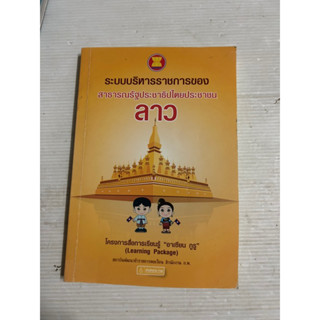 ระบบบริหารราชการของ
สาธารณรัฐประชาธิปไตยประชาชน
ลาว
โครงการสื่อการเรียนรู้ "อาเซียน กูรู"
(Learning Package)